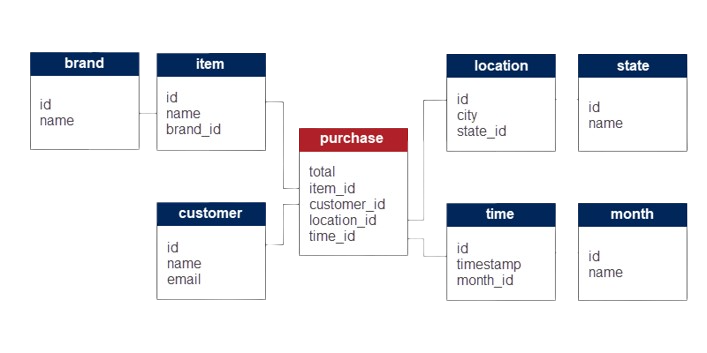 brand
id
name
item
id
name
brand_id
customer
id
name
email
purchase
total
item_id
customer_id
location_id
time_id
location
id
city
state_id
state
id
name
time
id
timestamp
month_id
month
id
name